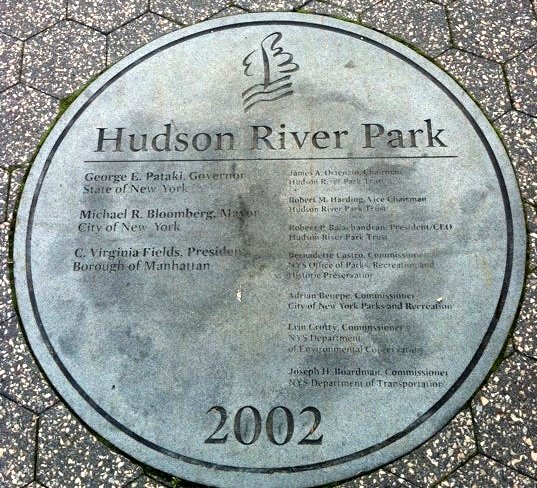 Hudson River Park
George E. Pataki, Governor
State of New York
Michael R. Bloomberg, Mayor
City of New York
C. Virginia Fields, President
Borough of Manhattan
James A. Ortenzio, Chairman
Hudson River Park Trust
Robert M. Harding, Vice Chairman
Hudson River Park Trust
Robert P. Balachandran, President/CEO
Hudson River Park Trust
Bernadette Castro, Commissioner
NYS Office of Parks, Recreation and
Historic Preservation
Adrian Benepe, Commissioner
City of New York Parks and Recreation
Erin Crotty, Commissioner
NYS Department
of Environmental Conservation
Joseph H. Boardman, Commissioner
NYS Department of Transportation
2002